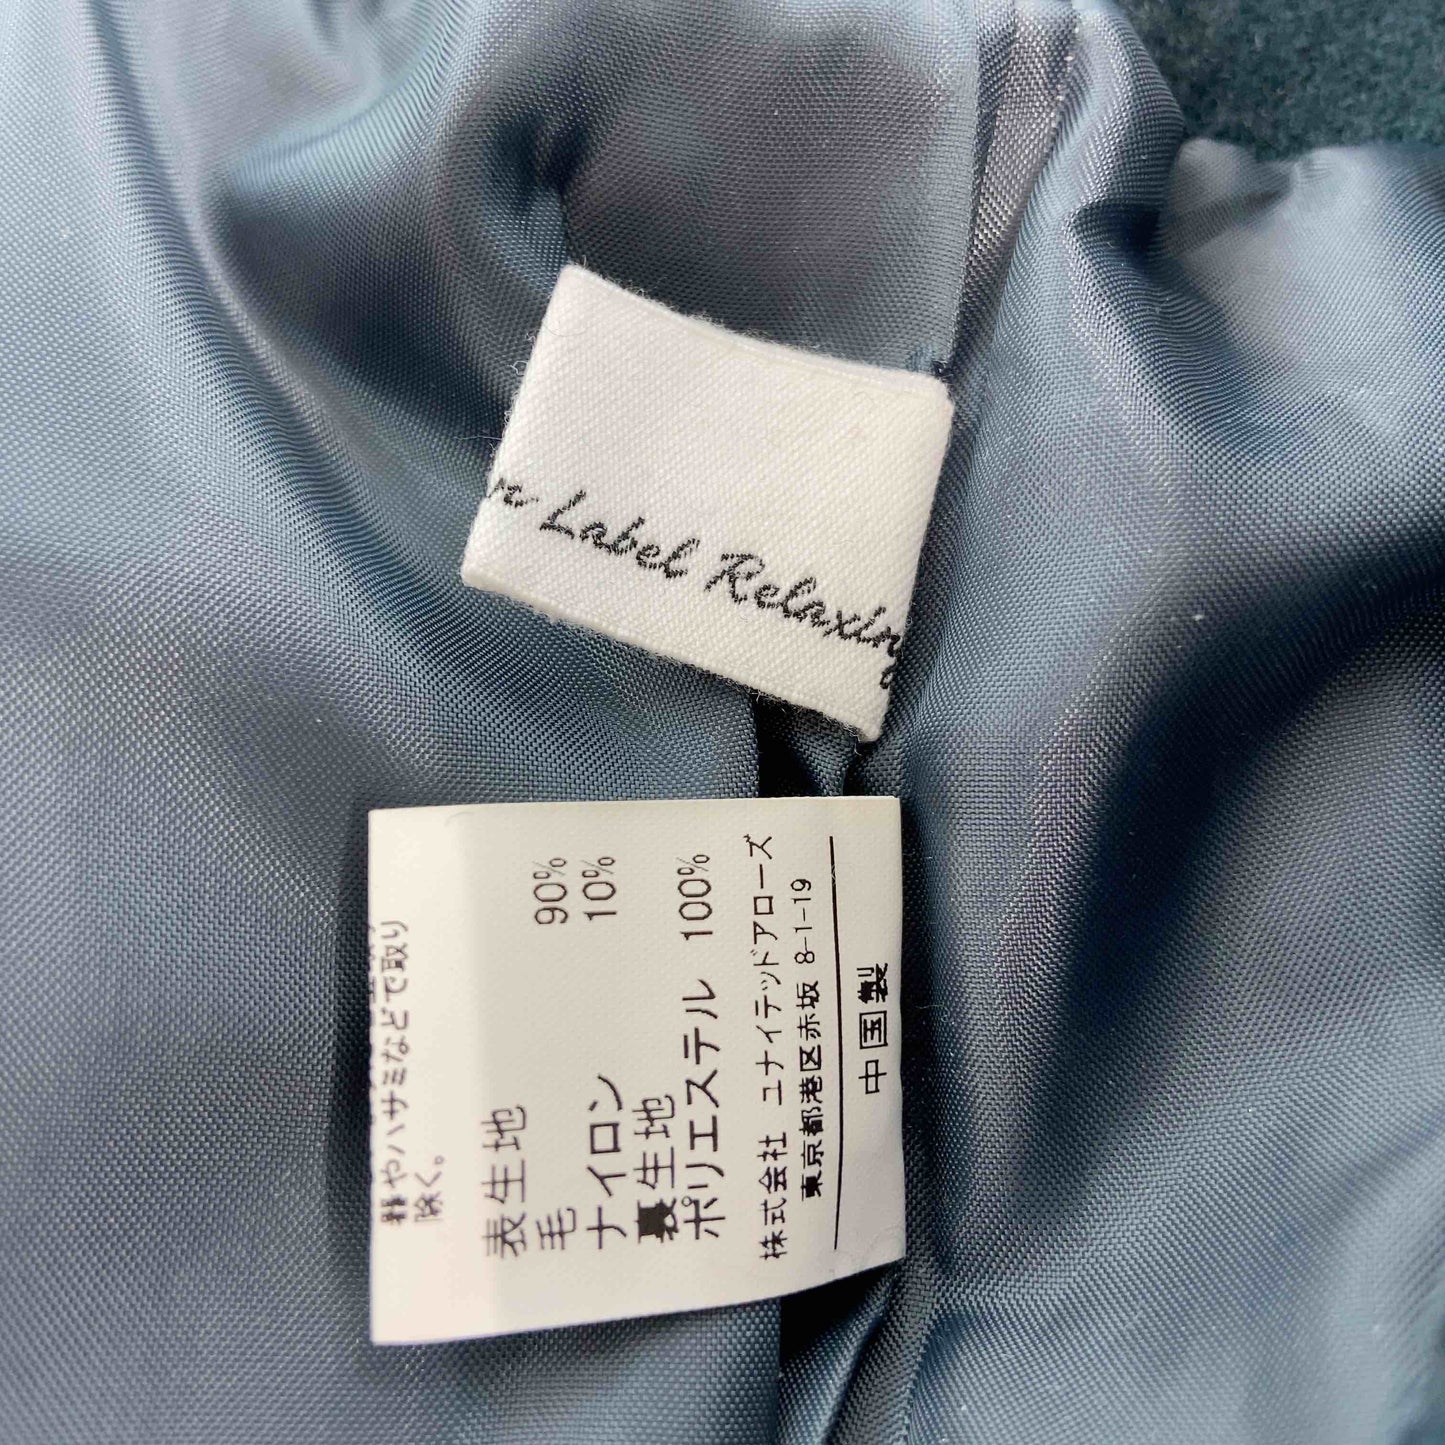 n Label Relaxing
糊やハサミなどで取り
除く。
表生地
毛 90%
ナイロン 10%
裏生地
ポリエステル 100%
株式会社 ユナイテッドアローズ
東京都港区赤坂 8-1-19
中国製